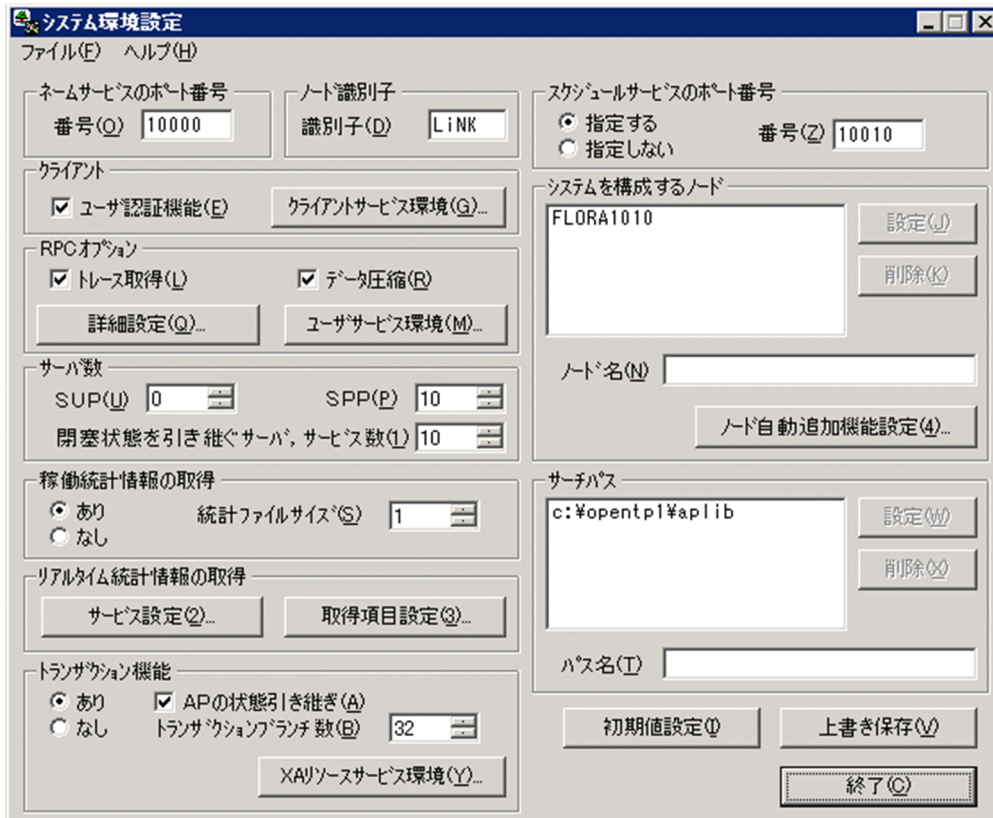 システム環境設定
ファイル(F) ヘルプ(H)
ネームサービスのポート番号
番号(O) 10000
ノード識別子
識別子(D) LiNK
クライアント
ユーザ認証機能(E) クライアントサービス環境(G)...
RPCオプション
トレース取得(L) データ圧縮(R)
詳細設定(Q)... ユーザサービス環境(M)...
サーバ数
SUP(U) 0 SPP(P) 10
閉塞状態を引き継ぐサーバ,サービス数(1) 10
稼働統計情報の取得
あり 統計ファイルサイズ(S) 1
なし
リアルタイム統計情報の取得
サービス設定(2)... 取得項目設定(3)...
トランザクション機能
あり APの状態引き継ぎ(A)
なし トランザクションブランチ数(B) 32
XAリソースサービス環境(Y)...
スケジュールサービスのポート番号
指定する 番号(Z) 10010
指定しない
システムを構成するノード
FLORA1010 設定(J)
削除(K)
ノード名(N)
ノード自動追加機能設定(4)...
サーチパス
c:¥opentp1¥aplib 設定(W)
削除(X)
パス名(T)
初期値設定(I) 上書き保存(V)
終了(C)